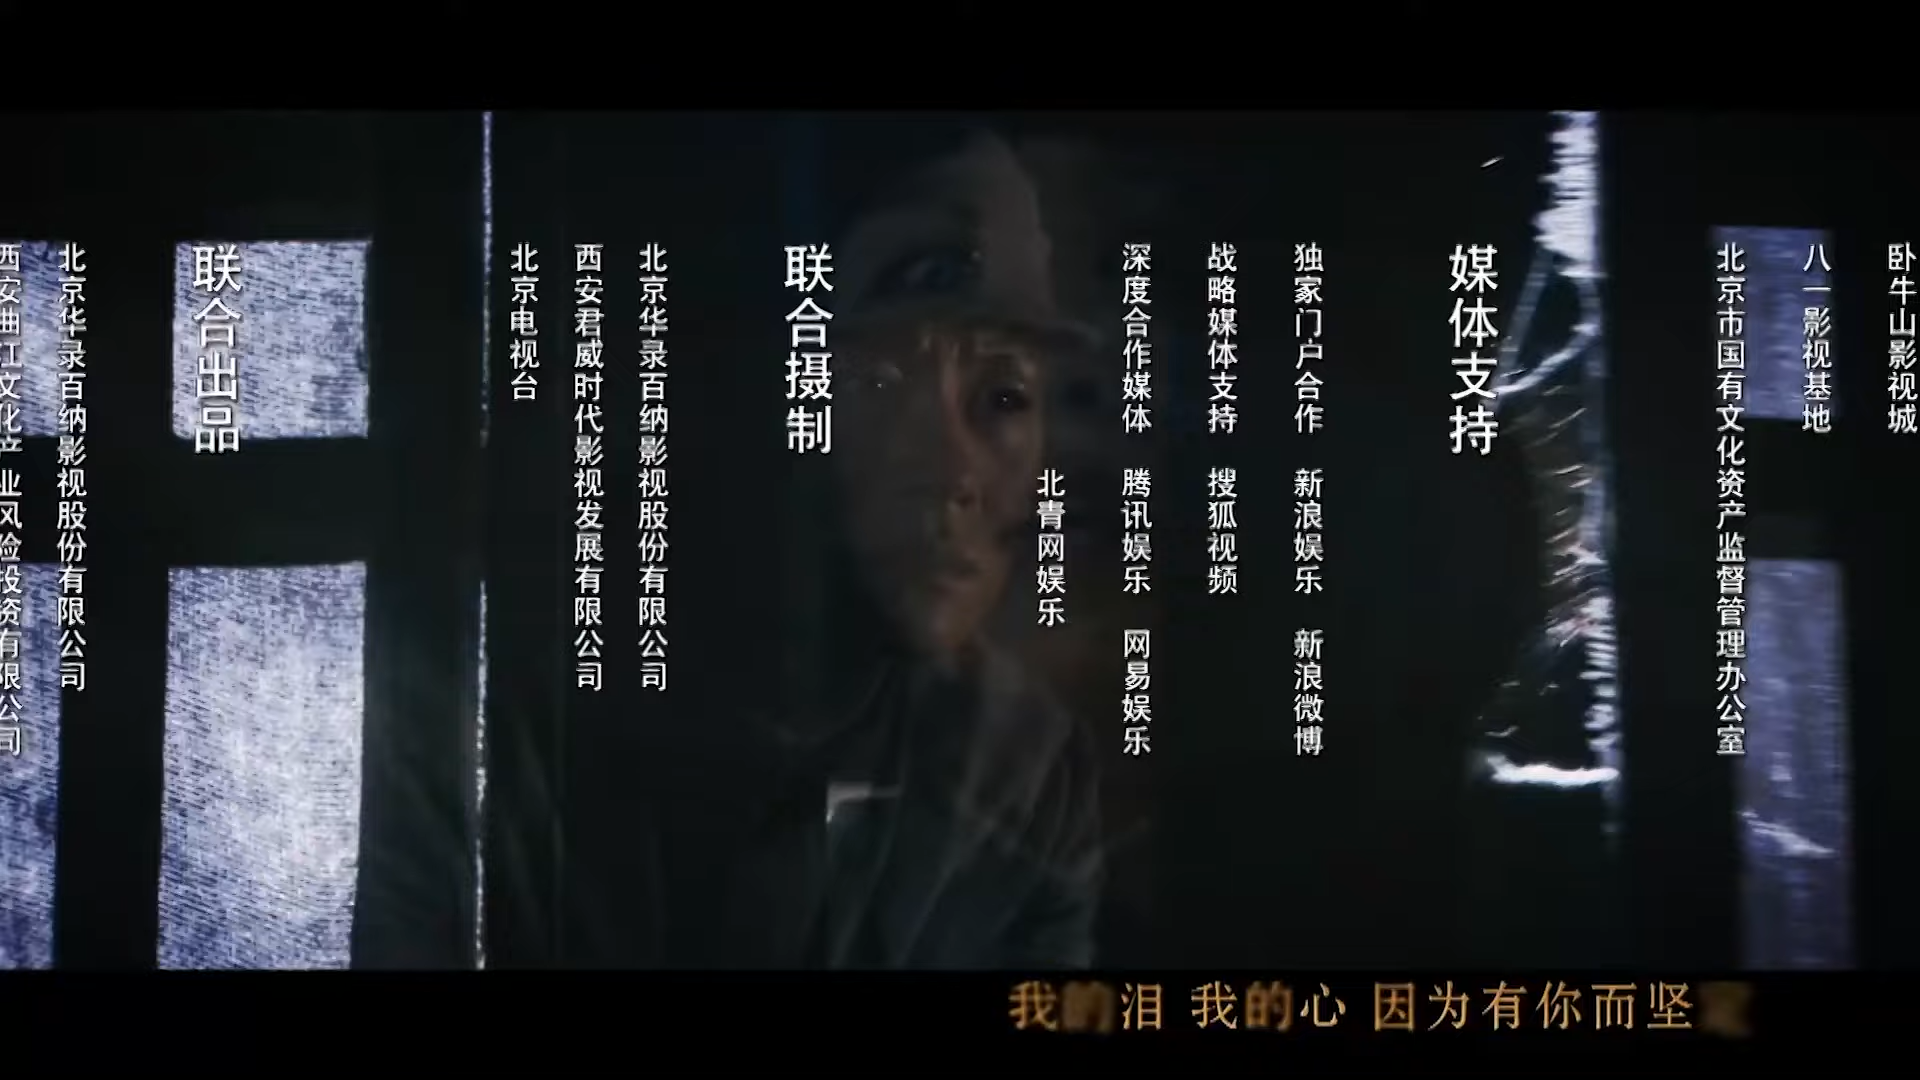 卧牛山影视城
八一影视基地
北京市国有文化资产监督管理办公室
媒体支持
独家门户合作 新浪娱乐 新浪微博
战略媒体支持 搜狐视频
深度合作媒体 腾讯娱乐 网易娱乐
北青网娱乐
联合摄制
北京华录百纳影视股份有限公司
西安君威时代影视发展有限公司
北京电视台
联合出品
北京华录百纳影视股份有限公司
西安曲江文化产业风险投资有限公司
我的泪 我的心 因为有你而坚